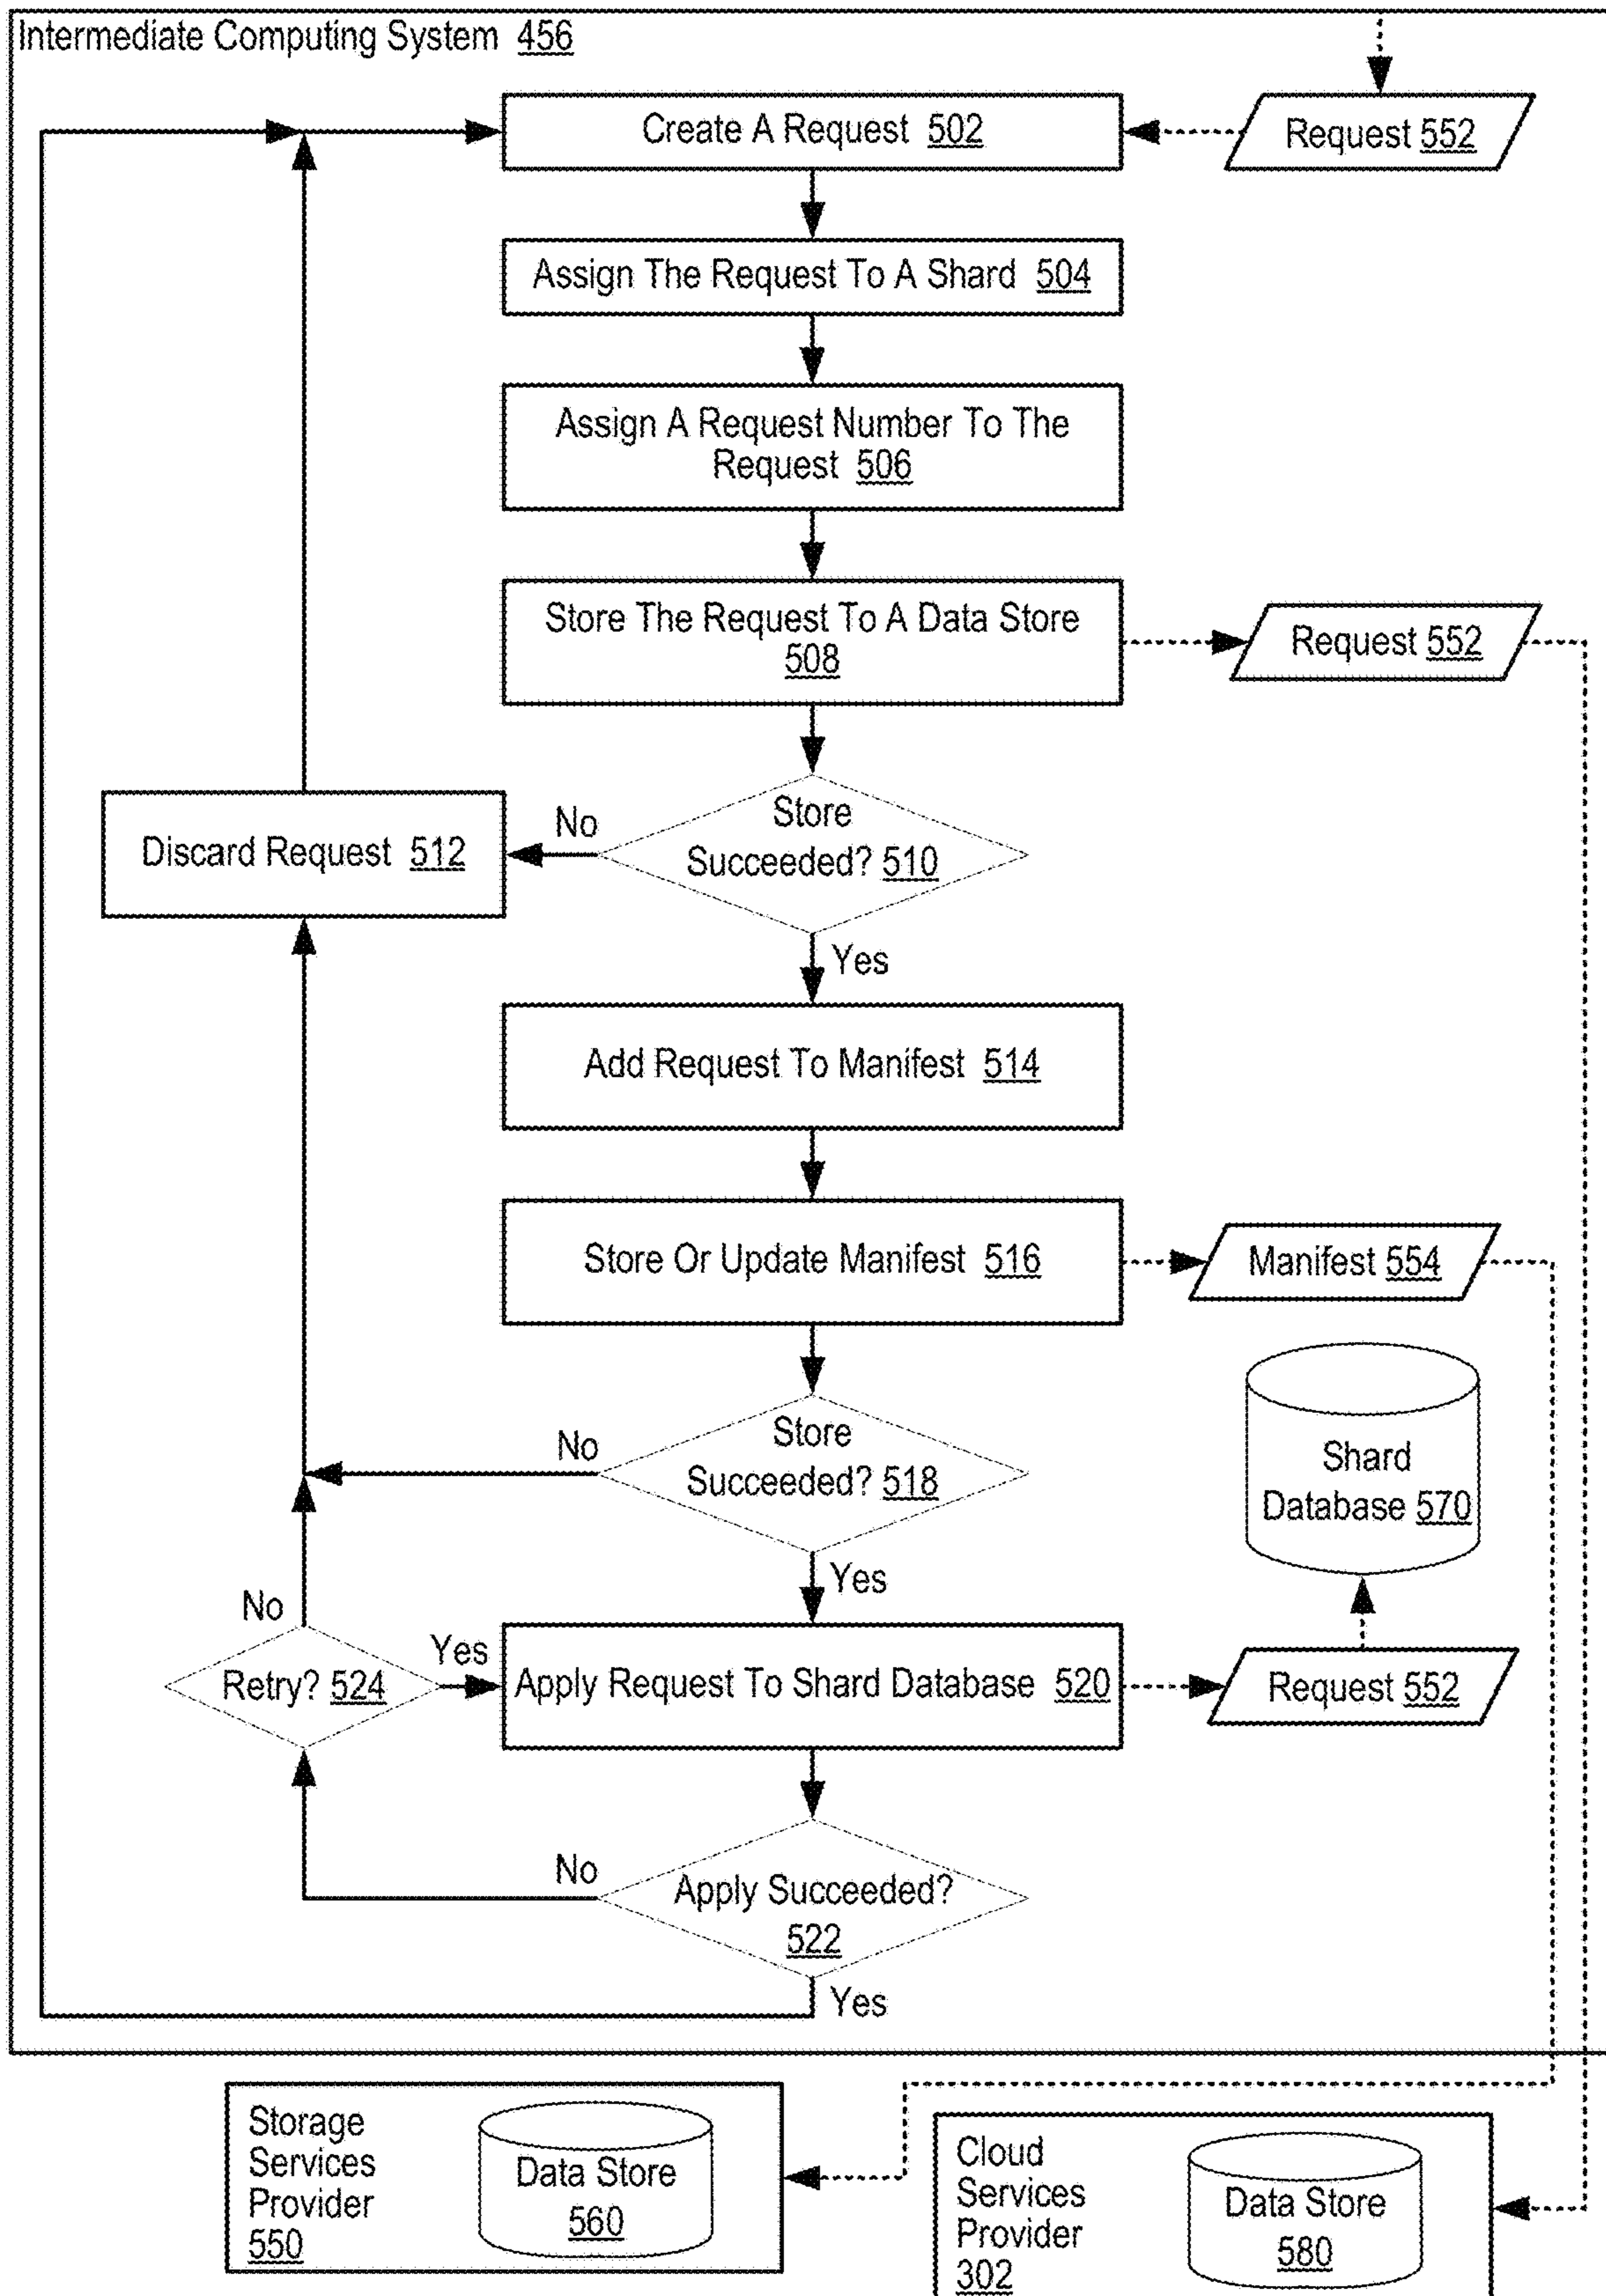 Intermediate Computing System 456
Create A Request 502
Request 552
Assign The Request To A Shard 504
Assign A Request Number To The
Request 506
Store The Request To A Data Store
508
Request 552
Store
Succeeded? 510
No
Discard Request 512
Yes
Add Request To Manifest 514
Store Or Update Manifest 516
Manifest 554
Store
Succeeded? 518
No
Shard
Database 570
Yes
No
Retry? 524
Yes
Apply Request To Shard Database 520
Request 552
No
Apply Succeeded?
522
Yes
Storage
Services
Provider
550
Data Store
560
Cloud
Services
Provider
302
Data Store
580